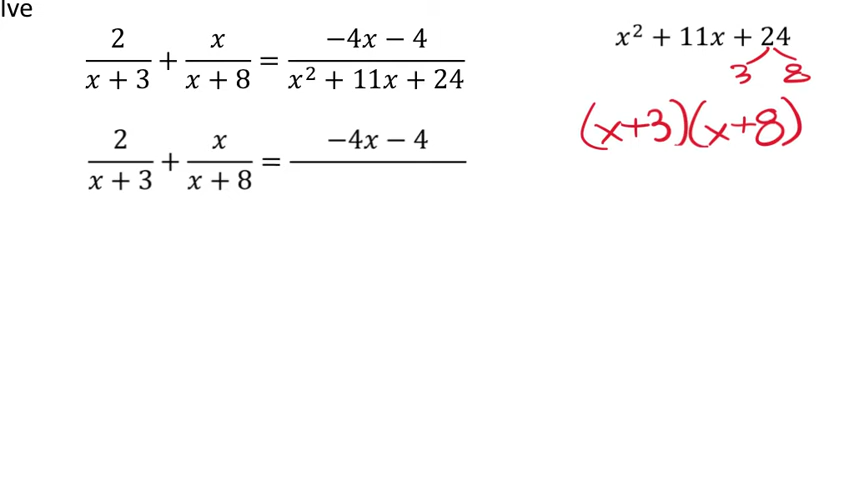 lve
2/(x + 3) + x/(x + 8) = (−4x − 4)/(x² + 11x + 24)
x² + 11x + 24
3 8
(x+3)(x+8)
2/(x + 3) + x/(x + 8) = −4x − 4